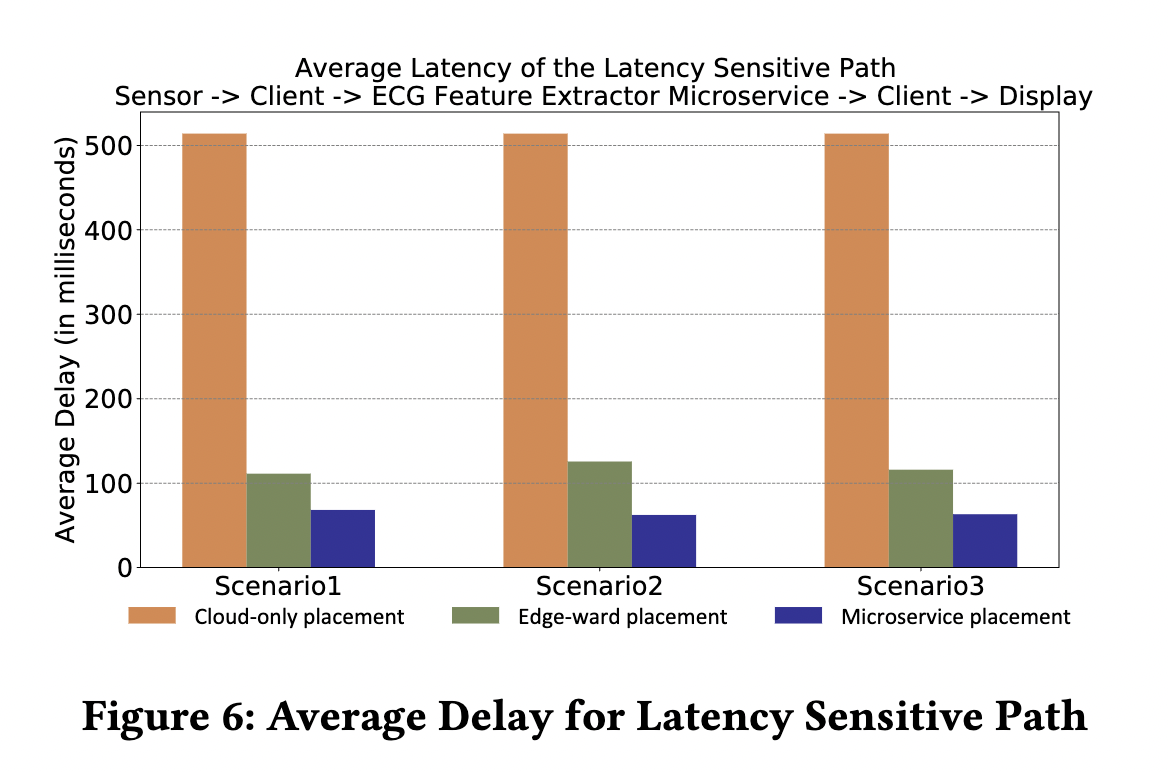 Average Latency of the Latency Sensitive Path
Sensor -> Client -> ECG Feature Extractor Microservice -> Client -> Display
Average Delay (in milliseconds)
500
400
300
200
100
0
Scenario1 Scenario2 Scenario3
Cloud-only placement Edge-ward placement Microservice placement
Figure 6: Average Delay for Latency Sensitive Path